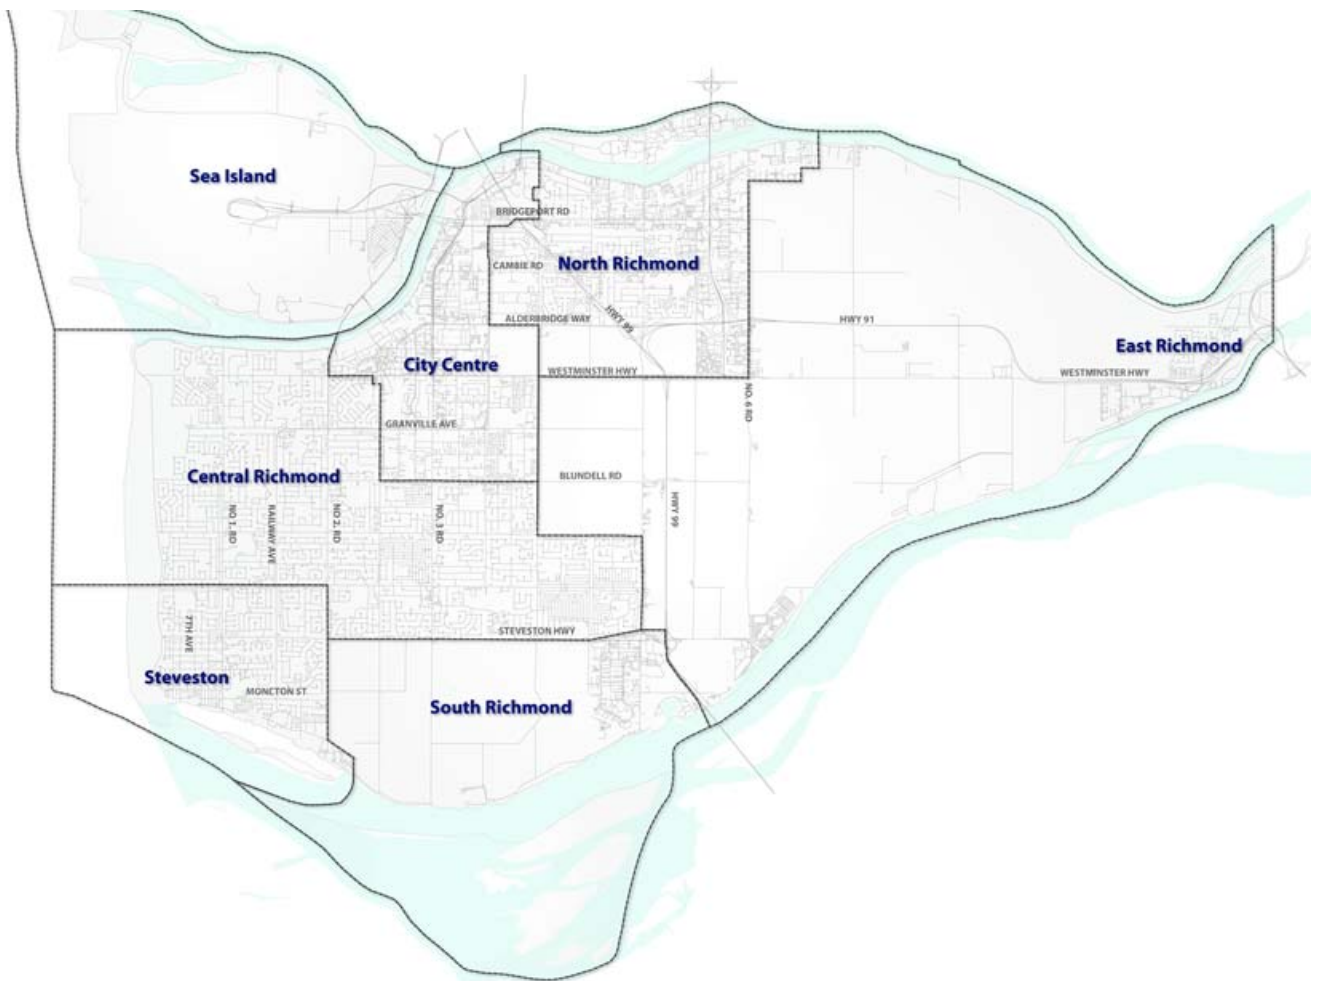 Sea Island
BRIDGEPORT RD
North Richmond
CAMBIE RD
HWY 99
ALDERBRIDGE WAY
HWY 91
East Richmond
City Centre
WESTMINSTER HWY
WESTMINSTER HWY
NO. 6 RD
GRANVILLE AVE
Central Richmond
BLUNDELL RD
NO 1. RD
RAILWAY AVE
NO 2. RD
NO. 3 RD
HWY 99
7TH AVE
STEVESTON HWY
Steveston
MONCTON ST
South Richmond